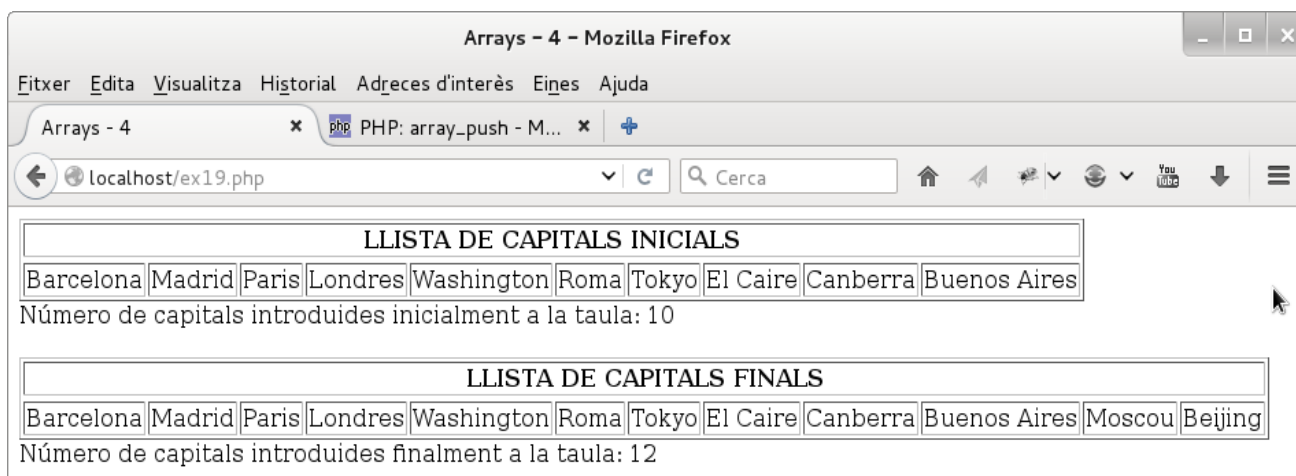 Arrays - 4 - Mozilla Firefox
Fitxer Edita Visualitza Historial Adreces d'interès Eines Ajuda
Arrays - 4
php PHP: array_push - M...
localhost/ex19.php
Cerca
You Tube
LLISTA DE CAPITALS INICIALS
Barcelona Madrid Paris Londres Washington Roma Tokyo El Caire Canberra Buenos Aires
Número de capitals introduides inicialment a la taula: 10
LLISTA DE CAPITALS FINALS
Barcelona Madrid Paris Londres Washington Roma Tokyo El Caire Canberra Buenos Aires Moscou Beijing
Número de capitals introduides finalment a la taula: 12